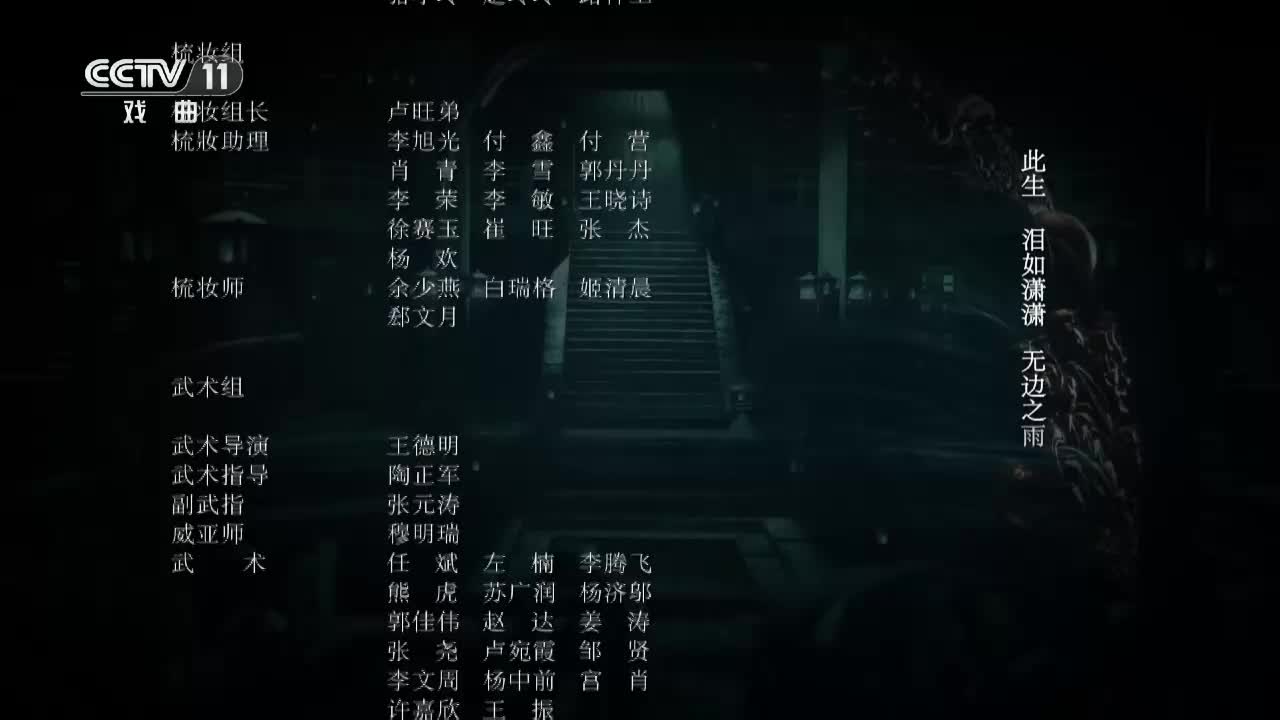 梳妆组
CCTV 11
戏曲
梳妆组长 卢旺弟
梳妝助理 李旭光 付 鑫 付 营
肖 青 李 雪 郭丹丹
李 荣 李 敏 王晓诗
徐赛玉 崔 旺 张 杰
杨 欢
梳妆师 余少燕 白瑞格 姬清晨
郄文月
武术组
武术导演 王德明
武术指导 陶正军
副武指 张元涛
威亚师 穆明瑞
武 术 任 斌 左 楠 李腾飞
熊 虎 苏广润 杨济邬
郭佳伟 赵 达 姜 涛
张 尧 卢宛霞 邹 贤
李文周 杨中前 宫 肖
许嘉欣 王 振
此生 泪如潇潇 无边之雨